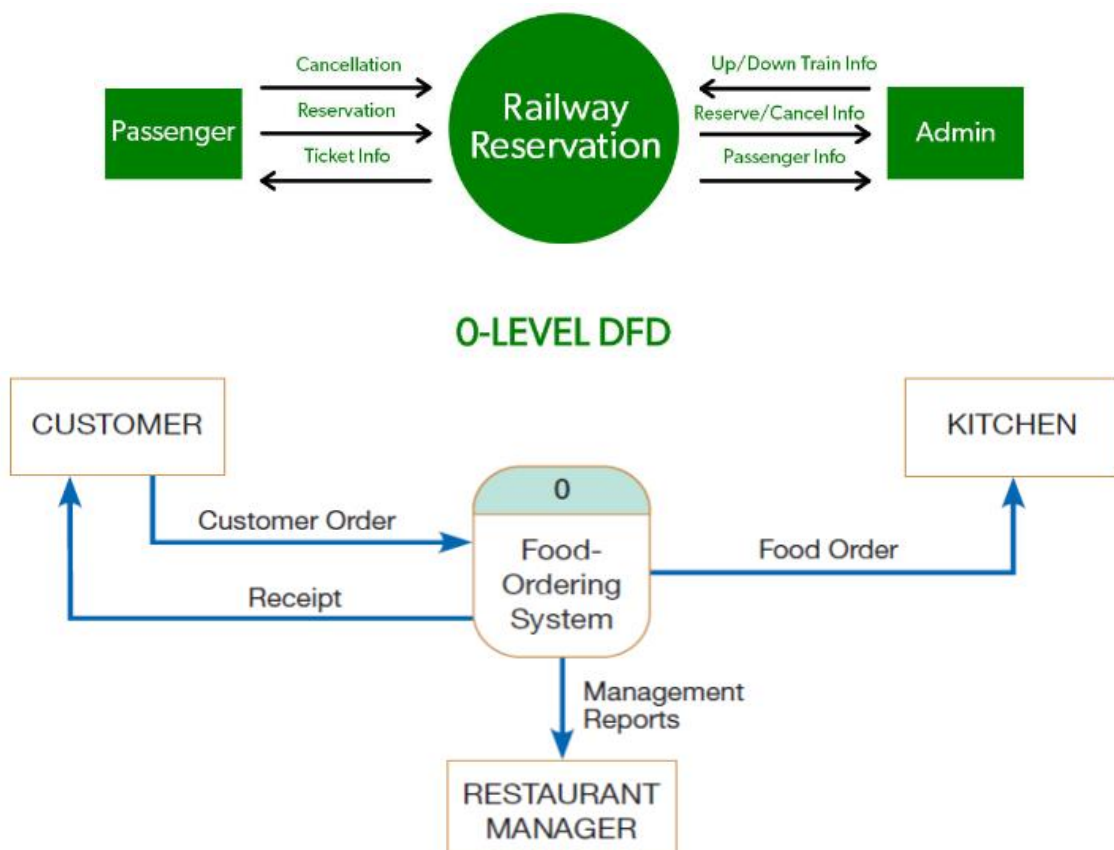 Cancellation
Reservation
Ticket Info
Passenger
Railway
Reservation
Up/Down Train Info
Reserve/Cancel Info
Passenger Info
Admin
0-LEVEL DFD
CUSTOMER
KITCHEN
0
Customer Order
Food-
Ordering
System
Food Order
Receipt
Management
Reports
RESTAURANT
MANAGER